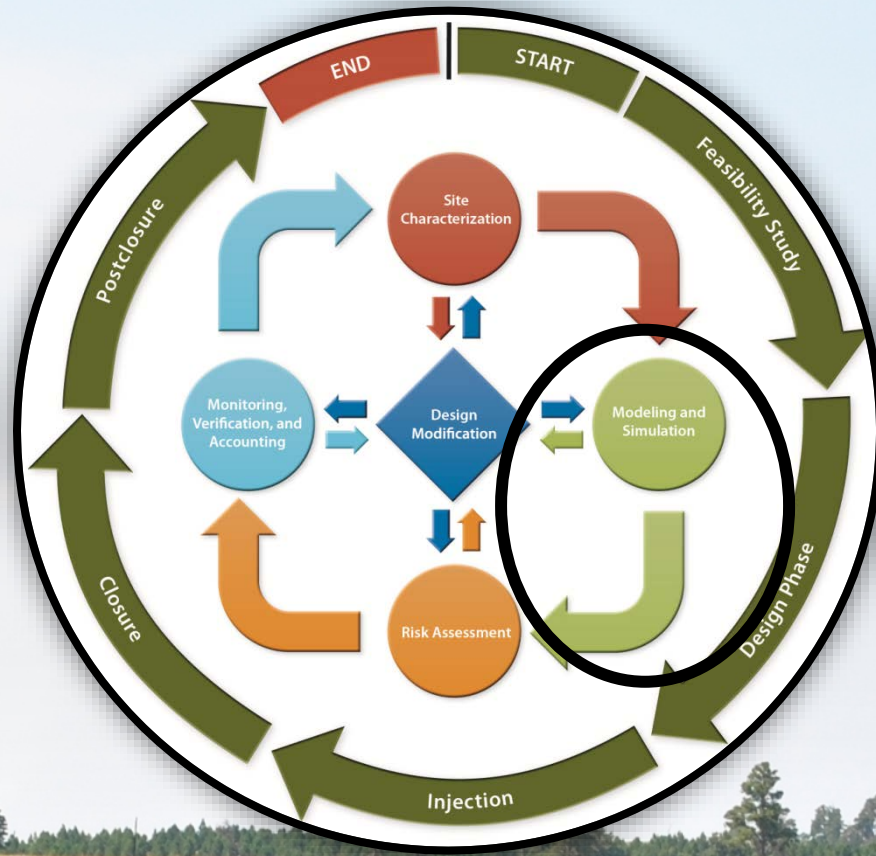 END
START
Feasibility Study
Design Phase
Injection
Closure
Postclosure
Site
Characterization
Modeling and
Simulation
Risk Assessment
Monitoring,
Verification, and
Accounting
Design
Modification